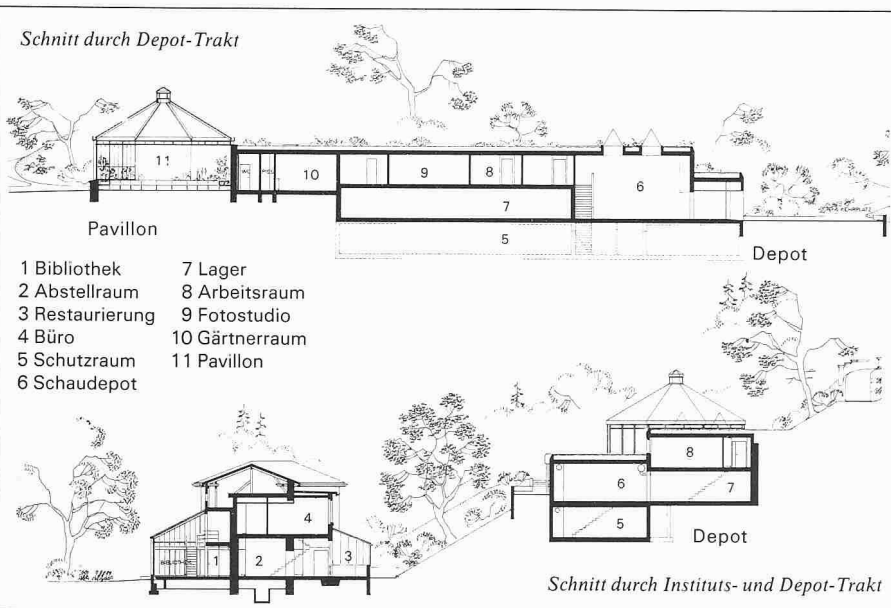 Schnitt durch Depot-Trakt
11
WC
10
9
8
6
7
5
Pavillon
Depot
1 Bibliothek
2 Abstellraum
3 Restaurierung
4 Büro
5 Schutzraum
6 Schaudepot
7 Lager
8 Arbeitsraum
9 Fotostudio
10 Gärtnerraum
11 Pavillon
8
6
7
5
Depot
4
BIBLIOTHEK
1
2
3
Schnitt durch Instituts- und Depot-Trakt